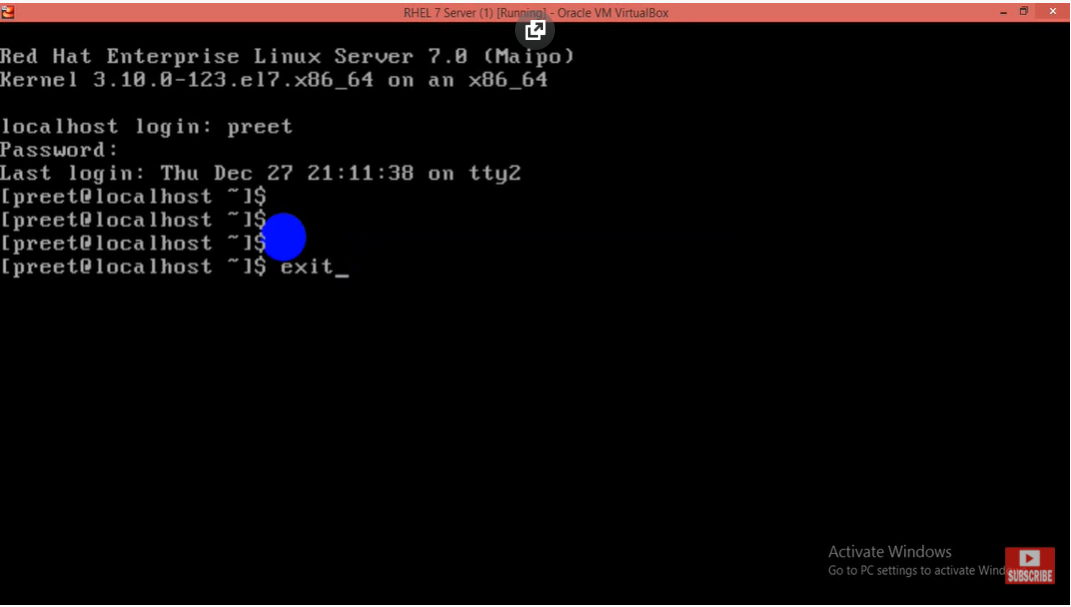 RHEL 7 Server (1) [Running] - Oracle VM VirtualBox
Red Hat Enterprise Linux Server 7.0 (Maipo)
Kernel 3.10.0-123.el7.x86_64 on an x86_64
localhost login: preet
Password:
Last login: Thu Dec 27 21:11:38 on tty2
[preet@localhost ~]$
[preet@localhost ~]$
[preet@localhost ~]$
[preet@localhost ~]$ exit_
Activate Windows
Go to PC settings to activate Wind
SUBSCRIBE